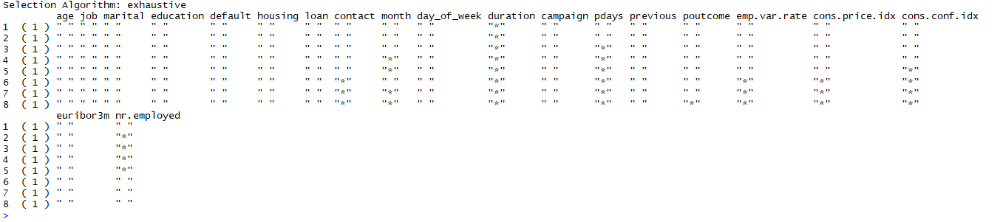 Selection Algorithm: exhaustive
         age job marital education default housing loan contact month day_of_week duration campaign pdays previous poutcome emp.var.rate cons.price.idx cons.conf.idx
1  ( 1 ) " " " " " "     " "       " "     " "     " "  " "     " "   " "         "*"      " "      " "   " "      " "      " "          " "            " "
2  ( 1 ) " " " " " "     " "       " "     " "     " "  " "     " "   " "         "*"      " "      " "   " "      " "      " "          " "            " "
3  ( 1 ) " " " " " "     " "       " "     " "     " "  " "     " "   " "         "*"      " "      "*"   " "      " "      " "          " "            " "
4  ( 1 ) " " " " " "     " "       " "     " "     " "  " "     "*"   " "         "*"      " "      "*"   " "      " "      " "          " "            " "
5  ( 1 ) " " " " " "     " "       " "     " "     " "  " "     "*"   " "         "*"      " "      "*"   " "      " "      " "          " "            "*"
6  ( 1 ) " " " " " "     " "       " "     " "     " "  "*"     " "   " "         "*"      " "      "*"   " "      " "      "*"          "*"            "*"
7  ( 1 ) " " " " " "     " "       " "     " "     " "  "*"     "*"   " "         "*"      " "      "*"   " "      " "      "*"          "*"            "*"
8  ( 1 ) " " " " " "     " "       " "     " "     " "  "*"     "*"   " "         "*"      " "      "*"   " "      "*"      "*"          "*"            "*"
         euribor3m nr.employed
1  ( 1 ) " "       " "
2  ( 1 ) " "       "*"
3  ( 1 ) " "       "*"
4  ( 1 ) " "       "*"
5  ( 1 ) " "       "*"
6  ( 1 ) " "       " "
7  ( 1 ) " "       " "
8  ( 1 ) " "       " "
>